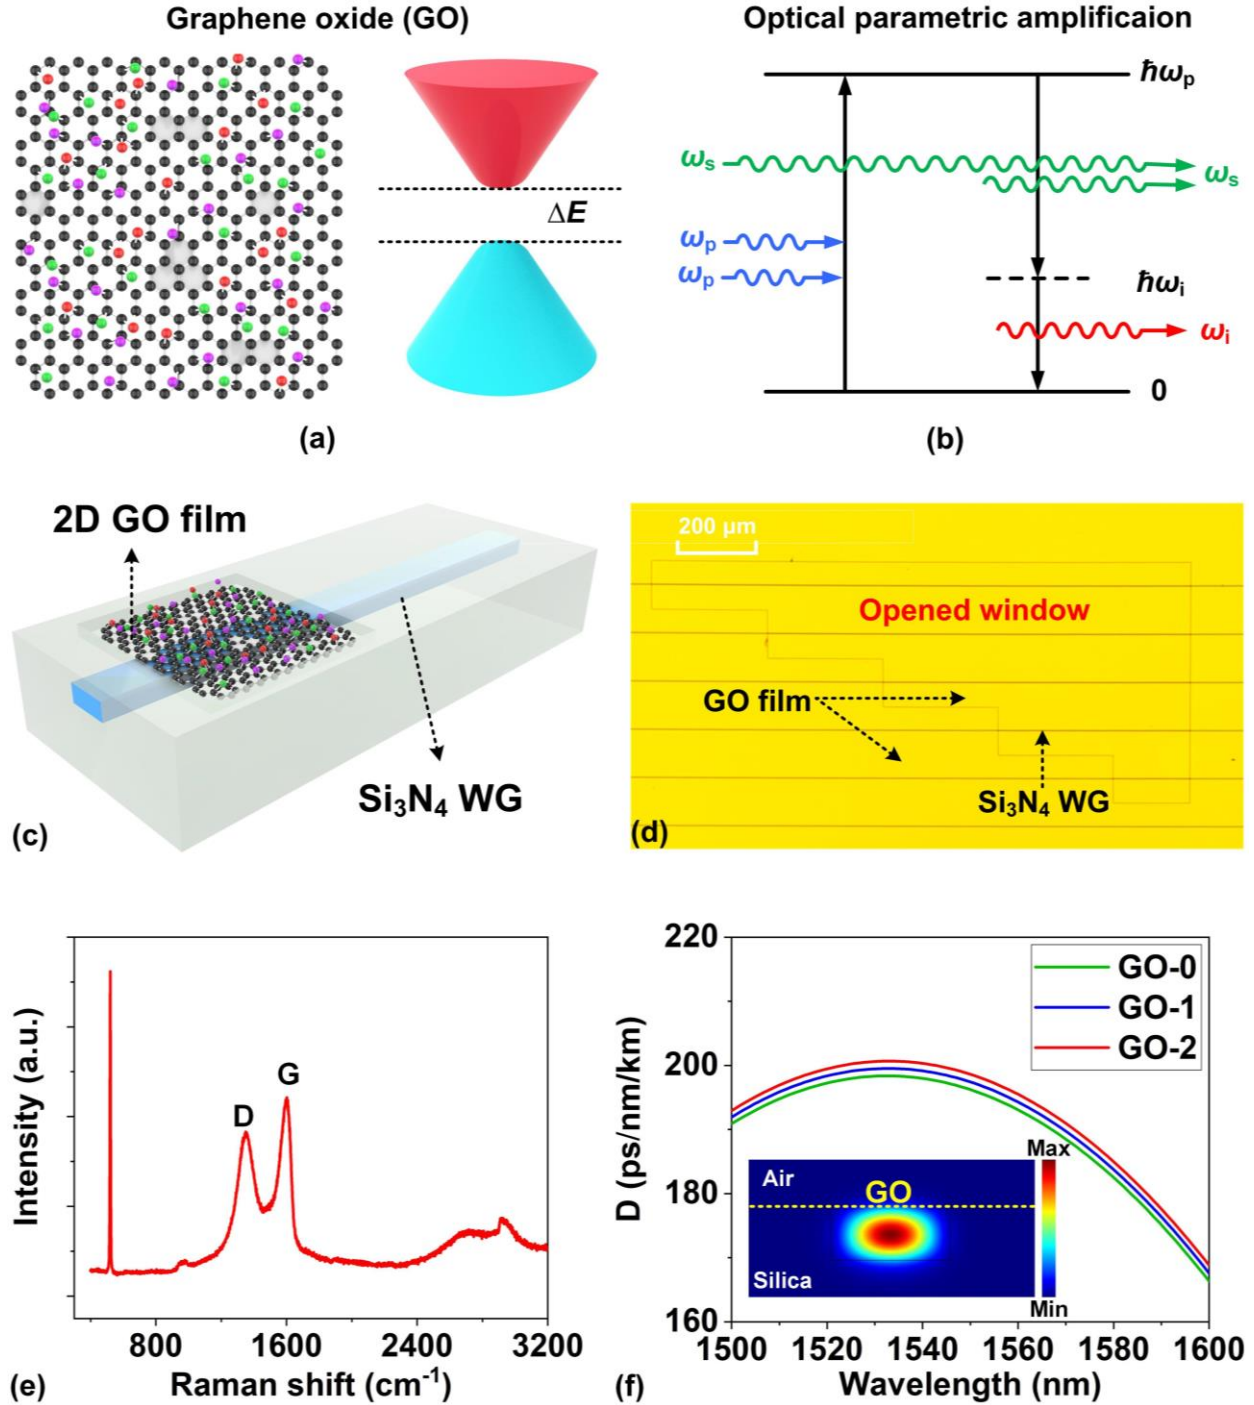 Graphene oxide (GO)
ΔE
(a)
Optical parametric amplificaion
ħωp
ωs
ωs
ωp
ωp
ħωi
ωi
0
(b)
2D GO film
Si3N4 WG
(c)
200 μm
Opened window
GO film
Si3N4 WG
(d)
Intensity (a.u.)
D
G
800 1600 2400 3200
Raman shift (cm-1)
(e)
D (ps/nm/km)
220
200
180
160
GO-0
GO-1
GO-2
Air
GO
Silica
Max
Min
1500 1520 1540 1560 1580 1600
Wavelength (nm)
(f)